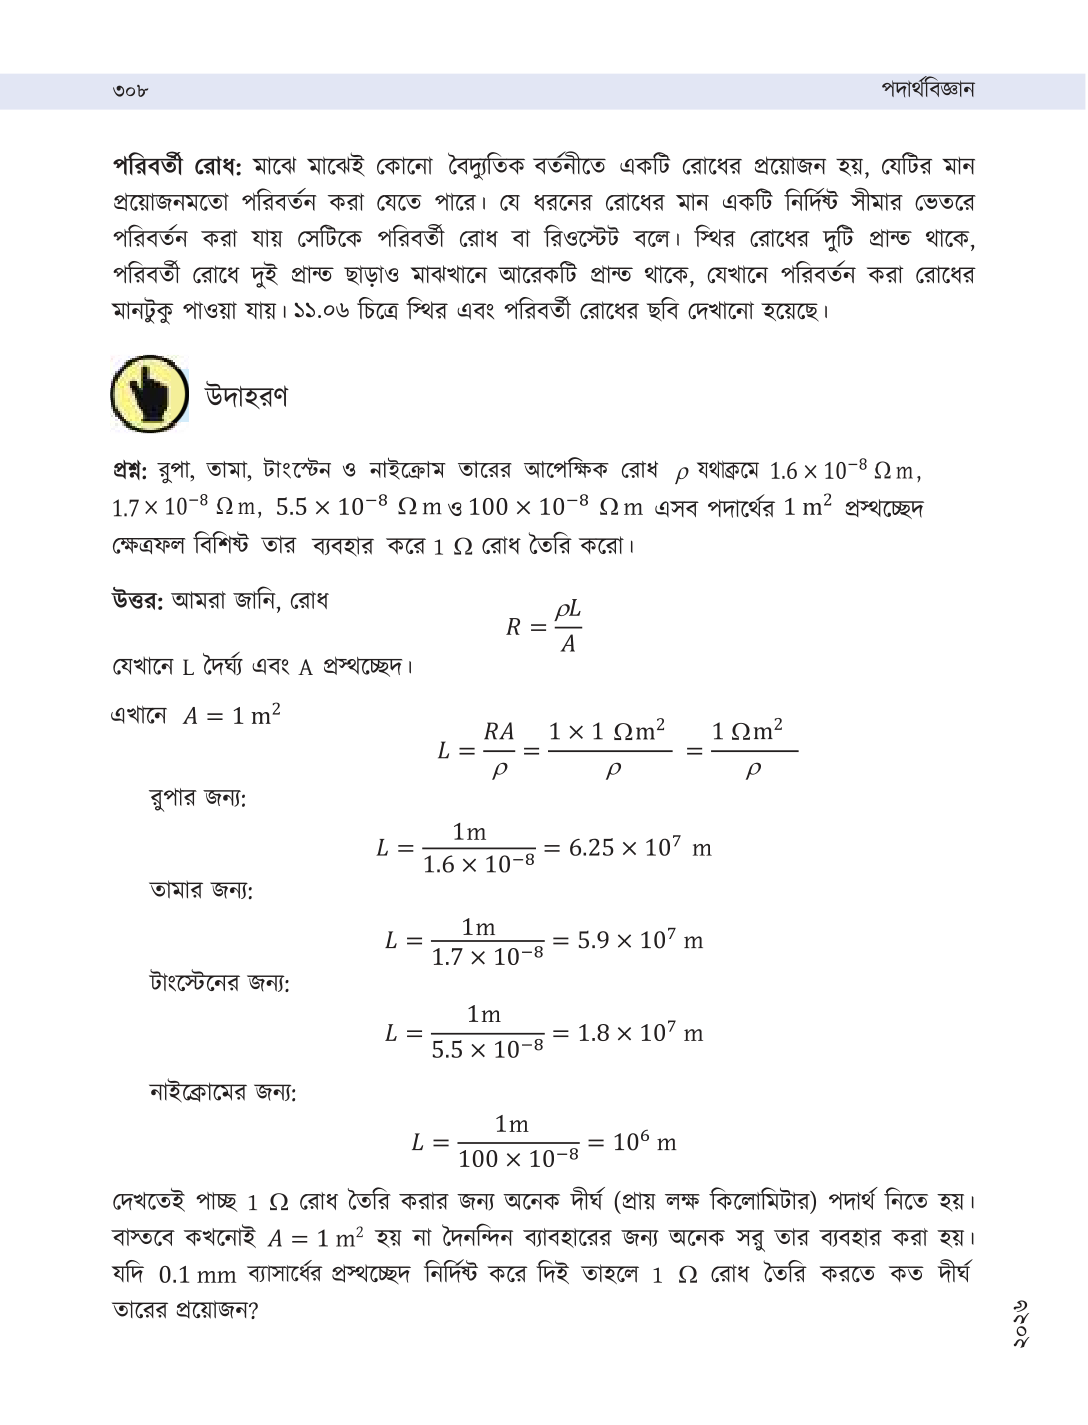 ৩০৮ পদার্থবিজ্ঞান
পরিবর্তী রোধ: মাঝে মাঝেই কোনো বৈদ্যুতিক বর্তনীতে একটি রোধের প্রয়োজন হয়, যেটির মান
প্রয়োজনমতো পরিবর্তন করা যেতে পারে। যে ধরনের রোধের মান একটি নির্দিষ্ট সীমার ভেতরে
পরিবর্তন করা যায় সেটিকে পরিবর্তী রোধ বা রিওস্টেট বলে। স্থির রোধের দুটি প্রান্ত থাকে,
পরিবর্তী রোধে দুই প্রান্ত ছাড়াও মাঝখানে আরেকটি প্রান্ত থাকে, যেখানে পরিবর্তন করা রোধের
মানটুকু পাওয়া যায়। ১১.০৬ চিত্রে স্থির এবং পরিবর্তী রোধের ছবি দেখানো হয়েছে।
উদাহরণ
প্রশ্ন: রুপা, তামা, টাংস্টেন ও নাইক্রোম তারের আপেক্ষিক রোধ ρ যথাক্রমে 1.6 × 10⁻⁸ Ω m,
1.7 × 10⁻⁸ Ω m, 5.5 × 10⁻⁸ Ω m ও 100 × 10⁻⁸ Ω m এসব পদার্থের 1 m² প্রস্থচ্ছেদ
ক্ষেত্রফল বিশিষ্ট তার ব্যবহার করে 1 Ω রোধ তৈরি করো।
উত্তর: আমরা জানি, রোধ
R = ρL / A
যেখানে L দৈর্ঘ্য এবং A প্রস্থচ্ছেদ।
এখানে A = 1 m²
L = RA / ρ = 1 × 1 Ωm² / ρ = 1 Ωm² / ρ
রুপার জন্য:
L = 1m / 1.6 × 10⁻⁸ = 6.25 × 10⁷ m
তামার জন্য:
L = 1m / 1.7 × 10⁻⁸ = 5.9 × 10⁷ m
টাংস্টেনের জন্য:
L = 1m / 5.5 × 10⁻⁸ = 1.8 × 10⁷ m
নাইক্রোমের জন্য:
L = 1m / 100 × 10⁻⁸ = 10⁶ m
দেখতেই পাচ্ছ 1 Ω রোধ তৈরি করার জন্য অনেক দীর্ঘ (প্রায় লক্ষ কিলোমিটার) পদার্থ নিতে হয়।
বাস্তবে কখনোই A = 1 m² হয় না দৈনন্দিন ব্যাবহারের জন্য অনেক সরু তার ব্যবহার করা হয়।
যদি 0.1 mm ব্যাসার্ধের প্রস্থচ্ছেদ নির্দিষ্ট করে দিই তাহলে 1 Ω রোধ তৈরি করতে কত দীর্ঘ
তারের প্রয়োজন?
২০২৬